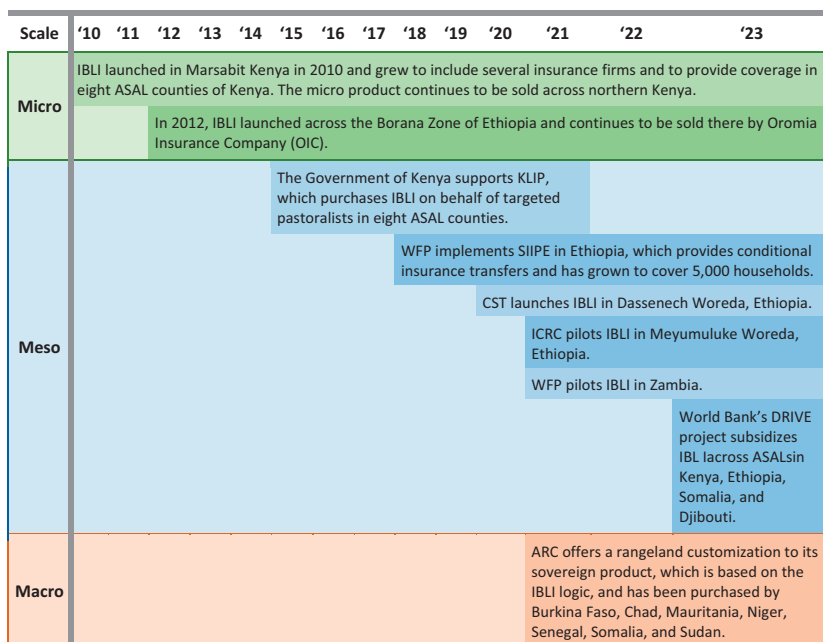 Scale ‘10 ‘11 ‘12 ‘13 ‘14 ‘15 ‘16 ‘17 ‘18 ‘19 ‘20 ‘21 ‘22 ‘23
Micro
IBLI launched in Marsabit Kenya in 2010 and grew to include several insurance firms and to provide coverage in
eight ASAL counties of Kenya. The micro product continues to be sold across northern Kenya.
In 2012, IBLI launched across the Borana Zone of Ethiopia and continues to be sold there by Oromia
Insurance Company (OIC).
Meso
The Government of Kenya supports KLIP,
which purchases IBLI on behalf of targeted
pastoralists in eight ASAL counties.
WFP implements SIIPE in Ethiopia, which provides conditional
insurance transfers and has grown to cover 5,000 households.
CST launches IBLI in Dassenech Woreda, Ethiopia.
ICRC pilots IBLI in Meyumuluke Woreda,
Ethiopia.
WFP pilots IBLI in Zambia.
World Bank’s DRIVE
project subsidizes
IBL Iacross ASALsin
Kenya, Ethiopia,
Somalia, and
Djibouti.
Macro
ARC offers a rangeland customization to its
sovereign product, which is based on the
IBLI logic, and has been purchased by
Burkina Faso, Chad, Mauritania, Niger,
Senegal, Somalia, and Sudan.